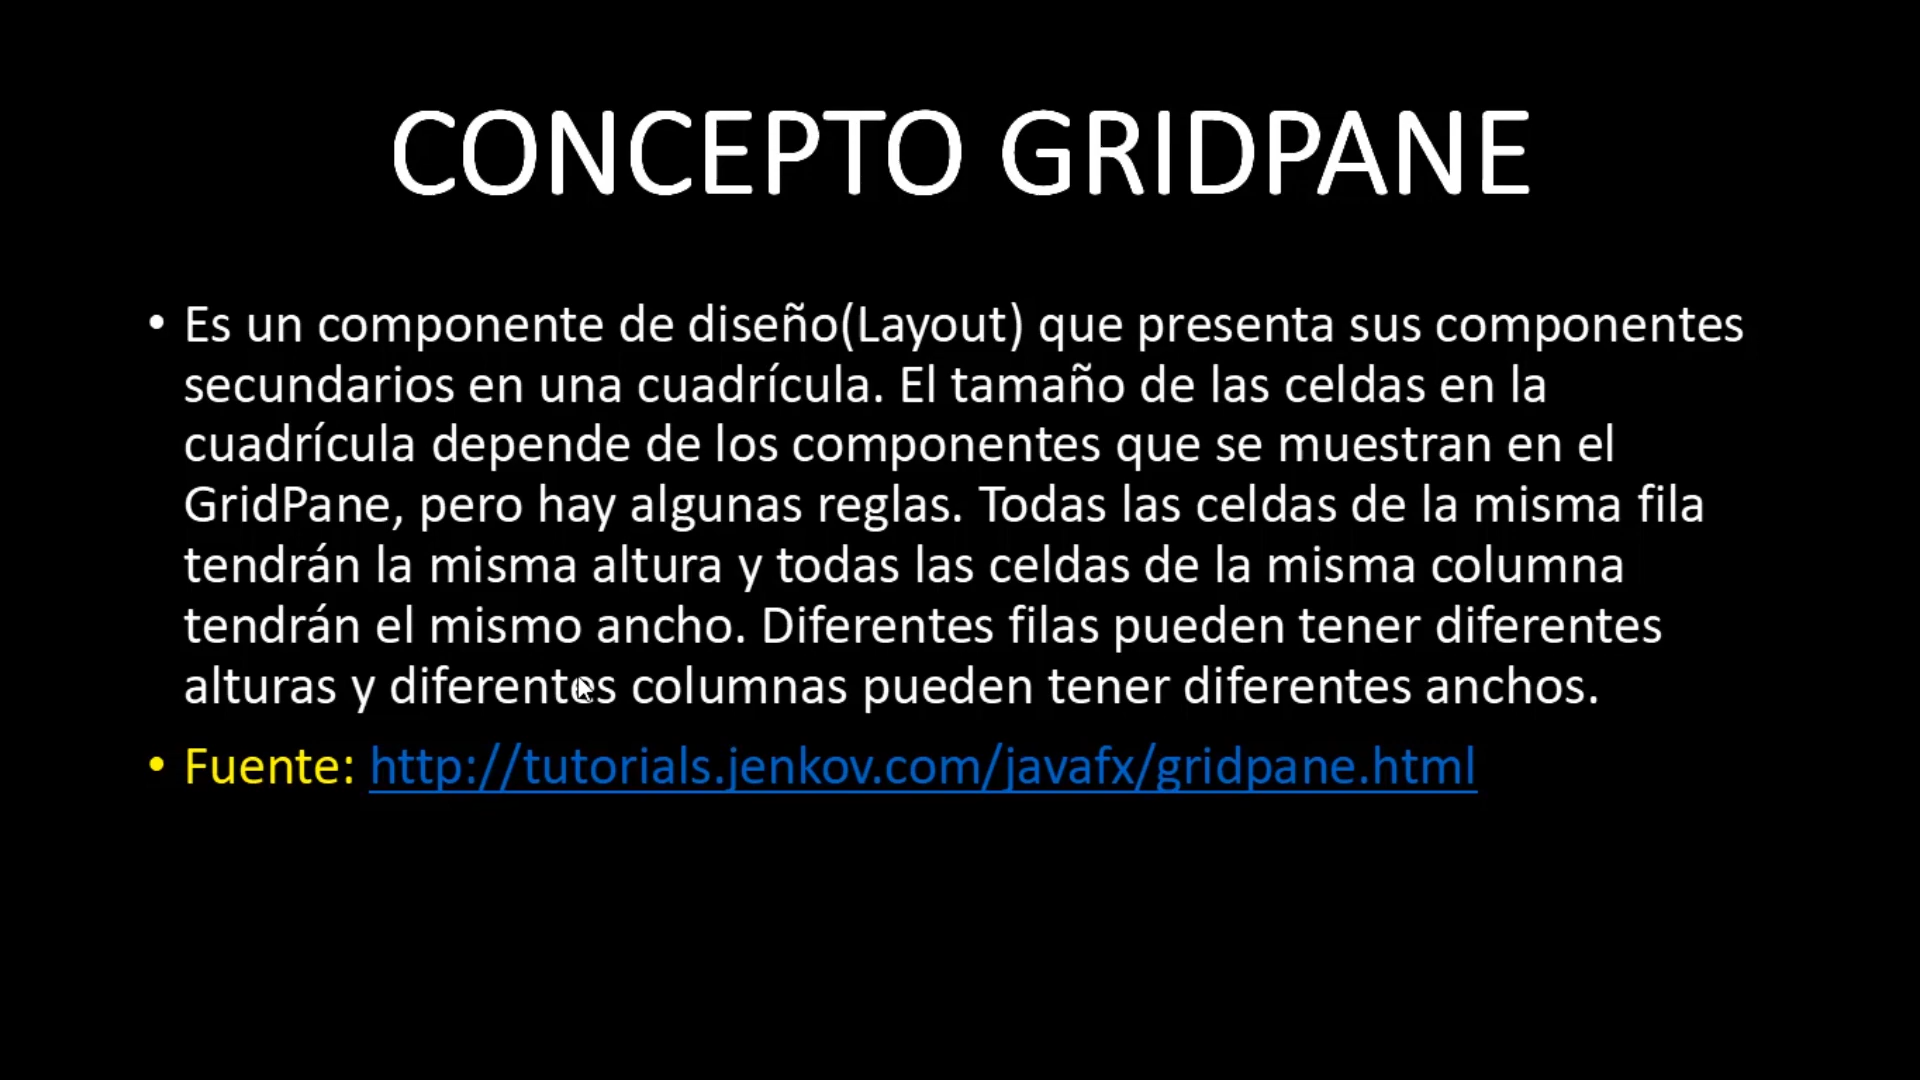 CONCEPTO GRIDPANE
• Es un componente de diseño(Layout) que presenta sus componentes
secundarios en una cuadrícula. El tamaño de las celdas en la
cuadrícula depende de los componentes que se muestran en el
GridPane, pero hay algunas reglas. Todas las celdas de la misma fila
tendrán la misma altura y todas las celdas de la misma columna
tendrán el mismo ancho. Diferentes filas pueden tener diferentes
alturas y diferentes columnas pueden tener diferentes anchos.
• Fuente: http://tutorials.jenkov.com/javafx/gridpane.html